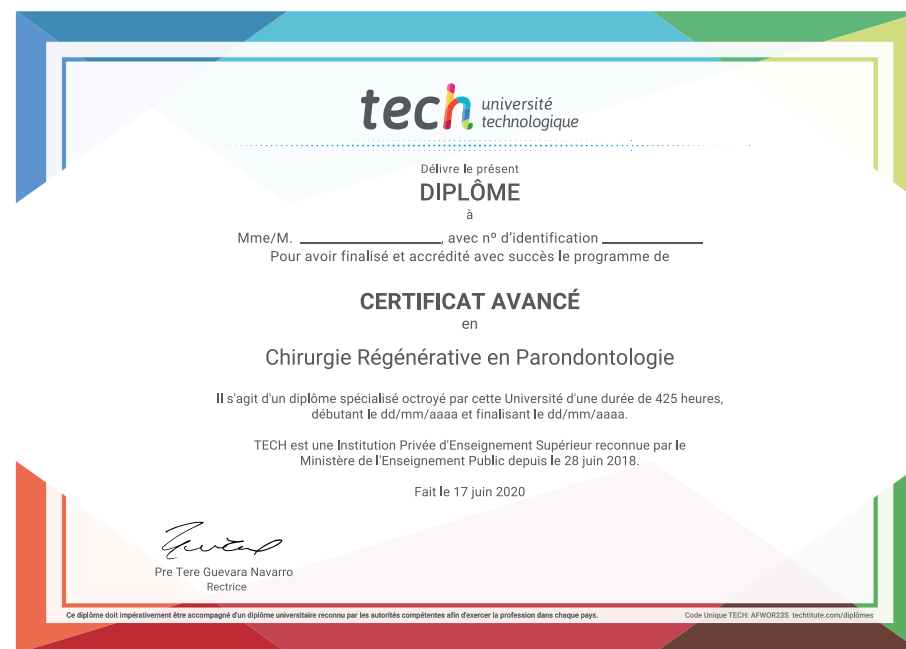 tech université
technologique
Délivre le présent
DIPLÔME
à
Mme/M. ____________________, avec nº d'identification ______________
Pour avoir finalisé et accrédité avec succès le programme de
CERTIFICAT AVANCÉ
en
Chirurgie Régénérative en Parondontologie
Il s'agit d'un diplôme spécialisé octroyé par cette Université d'une durée de 425 heures,
débutant le dd/mm/aaaa et finalisant le dd/mm/aaaa.
TECH est une Institution Privée d'Enseignement Supérieur reconnue par le
Ministère de l'Enseignement Public depuis le 28 juin 2018.
Fait le 17 juin 2020
Pre Tere Guevara Navarro
Rectrice
Ce diplôme doit impérativement être accompagné d'un diplôme universitaire reconnu par les autorités compétentes afin d'exercer la profession dans chaque pays.
Code Unique TECH: AFWOR23S techtitute.com/diplômes